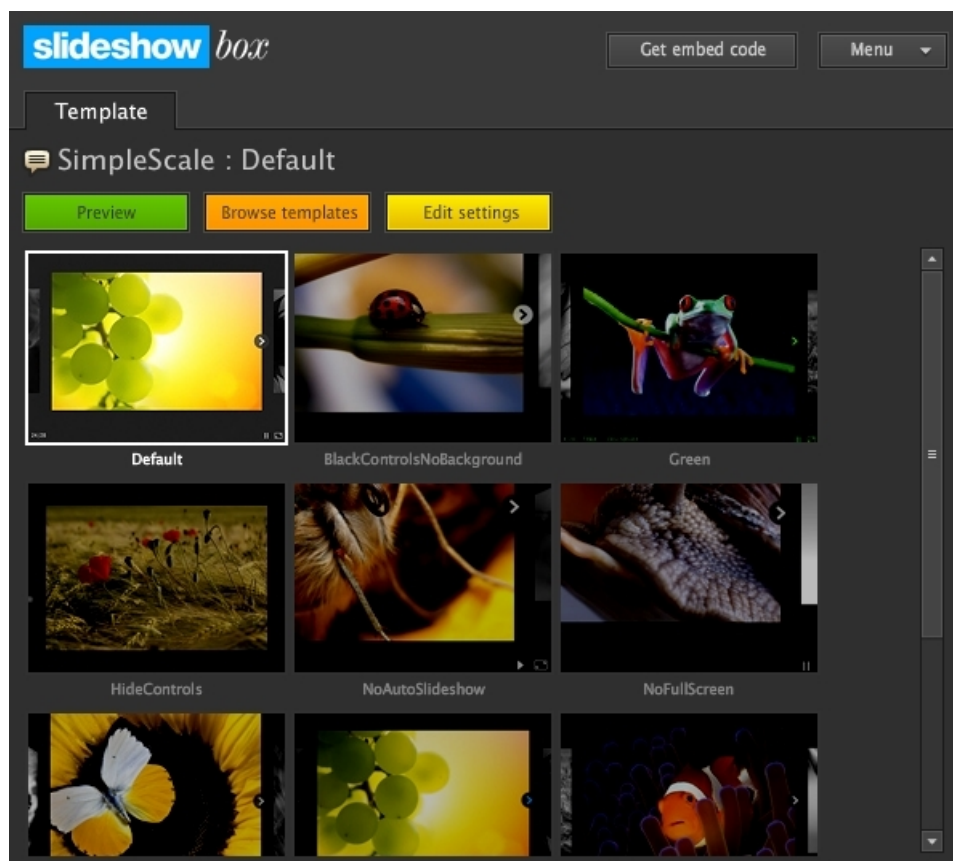 slideshow box
Get embed code
Menu
Template
SimpleScale : Default
Preview
Browse templates
Edit settings
Default
BlackControlsNoBackground
Green
HideControls
NoAutoSlideshow
NoFullScreen